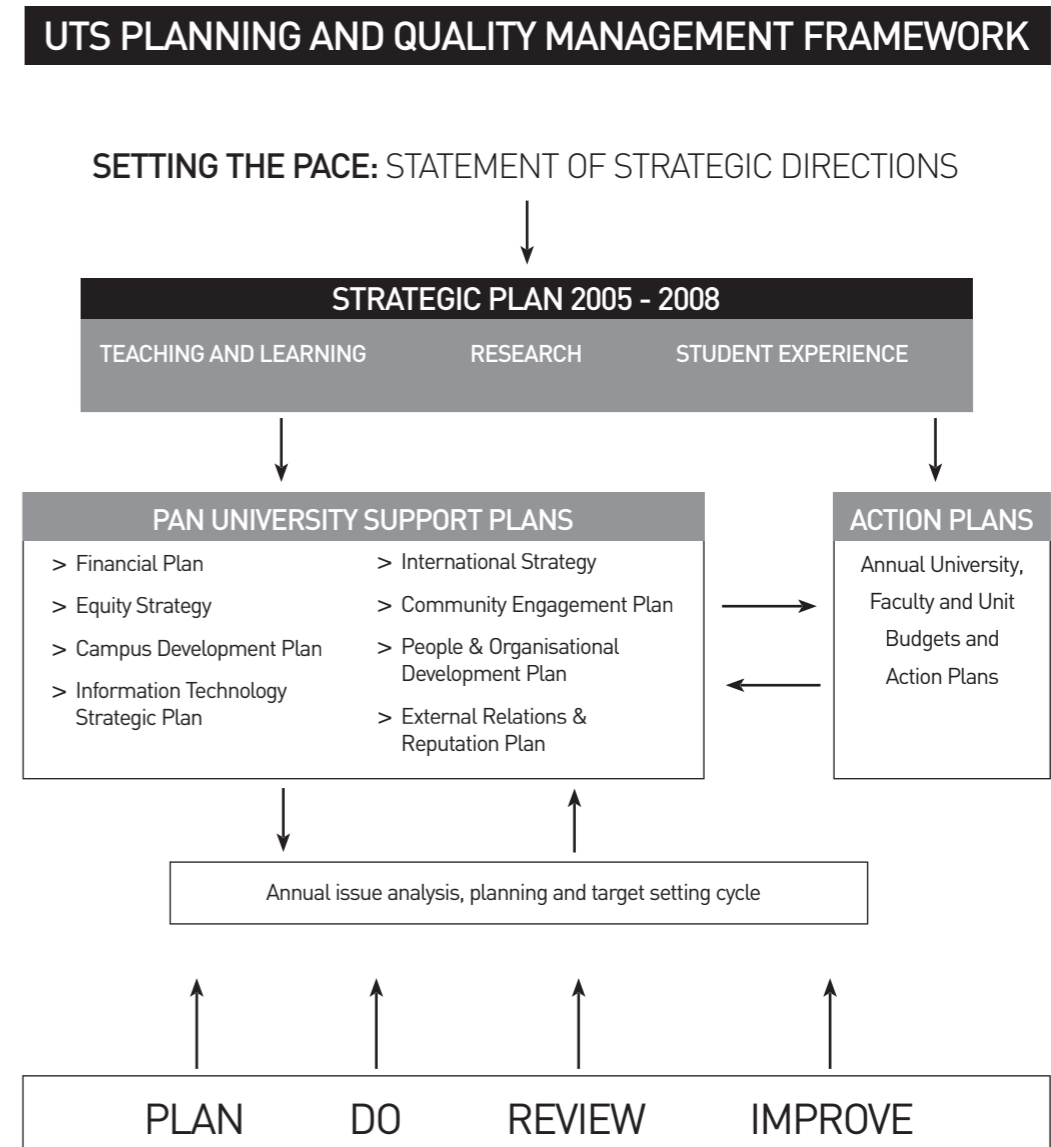 UTS PLANNING AND QUALITY MANAGEMENT FRAMEWORK
SETTING THE PACE: STATEMENT OF STRATEGIC DIRECTIONS
STRATEGIC PLAN 2005 - 2008
TEACHING AND LEARNING RESEARCH STUDENT EXPERIENCE
PAN UNIVERSITY SUPPORT PLANS
> Financial Plan
> Equity Strategy
> Campus Development Plan
> Information Technology
Strategic Plan
> International Strategy
> Community Engagement Plan
> People & Organisational
Development Plan
> External Relations &
Reputation Plan
ACTION PLANS
Annual University,
Faculty and Unit
Budgets and
Action Plans
Annual issue analysis, planning and target setting cycle
PLAN DO REVIEW IMPROVE